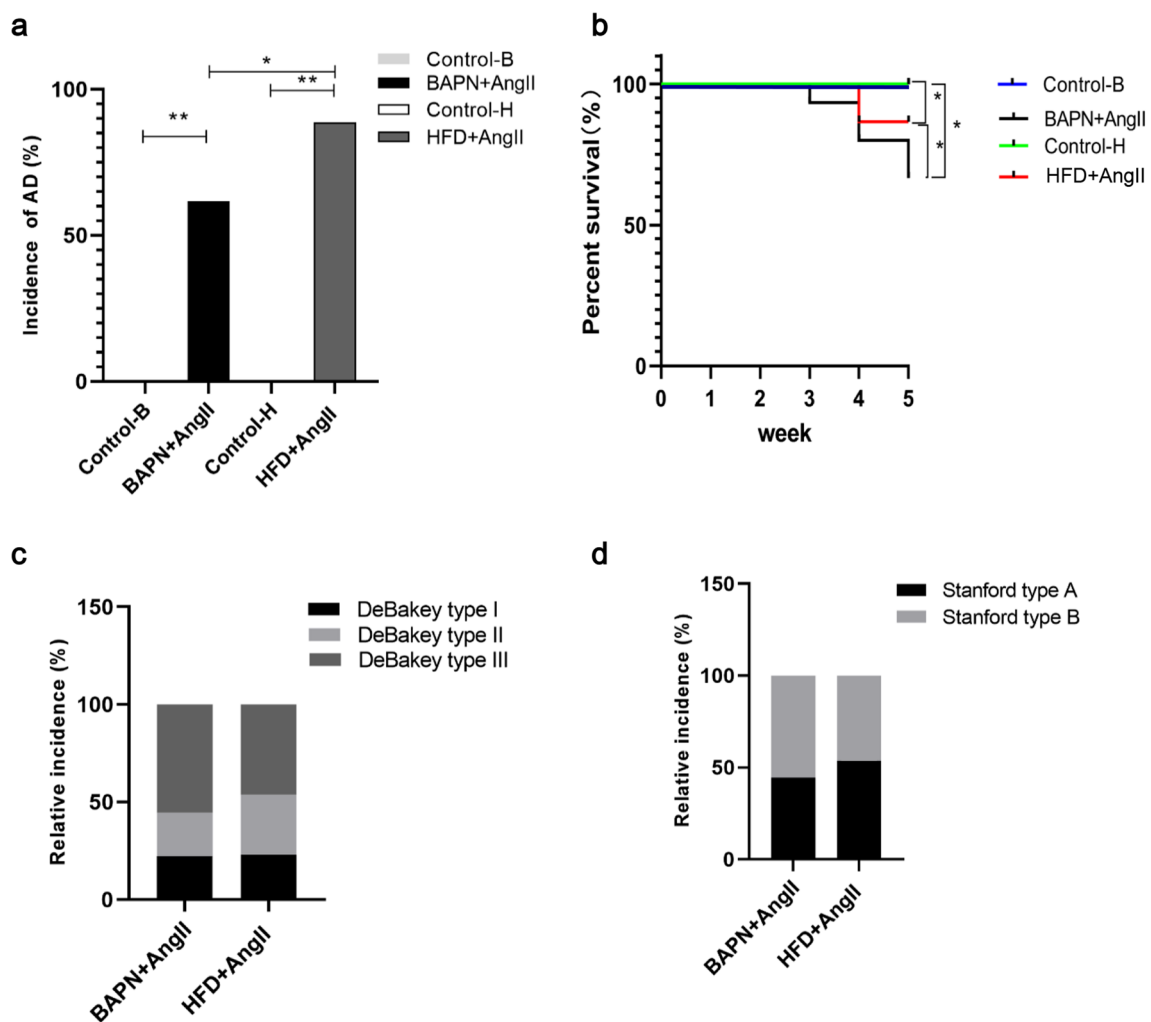 a
Incidence of AD (%)
100
50
0
**
*
**
Control-B
BAPN+AngII
Control-H
HFD+AngII
Control-B
BAPN+AngII
Control-H
HFD+AngII
b
Percent survival (%)
100
50
0
0 1 2 3 4 5
week
*
*
*
Control-B
BAPN+AngII
Control-H
HFD+AngII
c
Relative incidence (%)
150
100
50
0
BAPN+AngII
HFD+AngII
DeBakey type I
DeBakey type II
DeBakey type III
d
Relative incidence (%)
150
100
50
0
BAPN+AngII
HFD+AngII
Stanford type A
Stanford type B